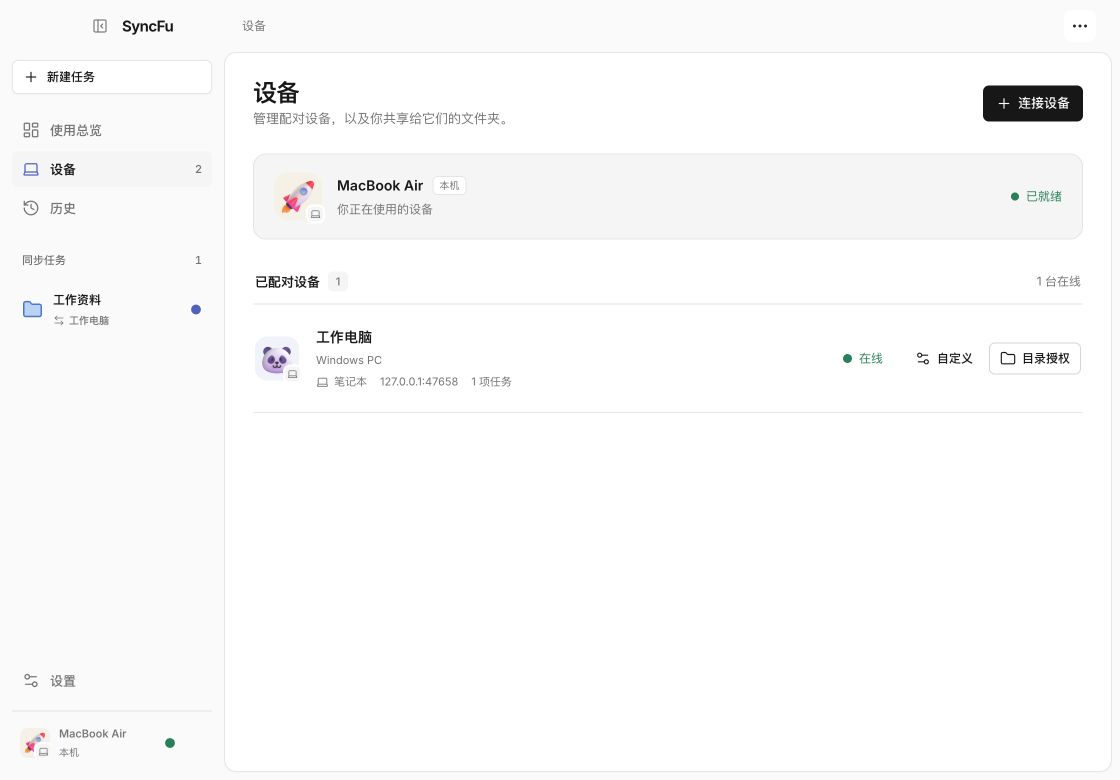 SyncFu
设备
新建任务
使用总览
设备 2
历史
同步任务 1
工作资料
工作电脑
设置
MacBook Air
本机
设备
管理配对设备，以及你共享给它们的文件夹。
连接设备
MacBook Air 本机
你正在使用的设备
已就绪
已配对设备 1
1 台在线
工作电脑
Windows PC
笔记本 127.0.0.1:47658 1 项任务
在线
自定义
目录授权